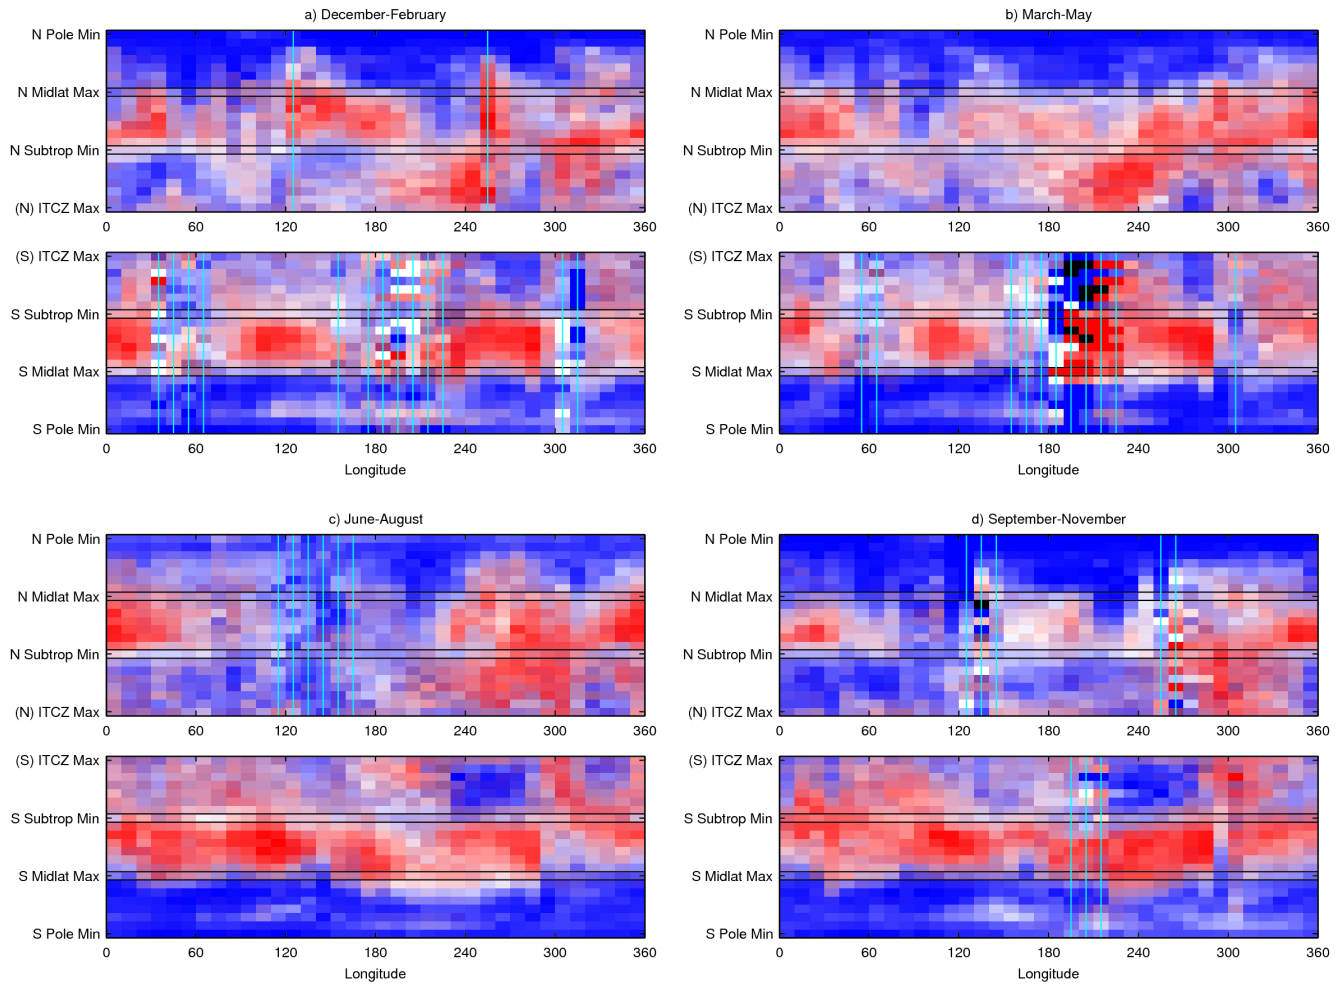 a) December-February
N Pole Min
N Midlat Max
N Subtrop Min
(N) ITCZ Max
0 60 120 180 240 300 360
(S) ITCZ Max
S Subtrop Min
S Midlat Max
S Pole Min
0 60 120 180 240 300 360
Longitude
b) March-May
N Pole Min
N Midlat Max
N Subtrop Min
(N) ITCZ Max
0 60 120 180 240 300 360
(S) ITCZ Max
S Subtrop Min
S Midlat Max
S Pole Min
0 60 120 180 240 300 360
Longitude
c) June-August
N Pole Min
N Midlat Max
N Subtrop Min
(N) ITCZ Max
0 60 120 180 240 300 360
(S) ITCZ Max
S Subtrop Min
S Midlat Max
S Pole Min
0 60 120 180 240 300 360
Longitude
d) September-November
N Pole Min
N Midlat Max
N Subtrop Min
(N) ITCZ Max
0 60 120 180 240 300 360
(S) ITCZ Max
S Subtrop Min
S Midlat Max
S Pole Min
0 60 120 180 240 300 360
Longitude